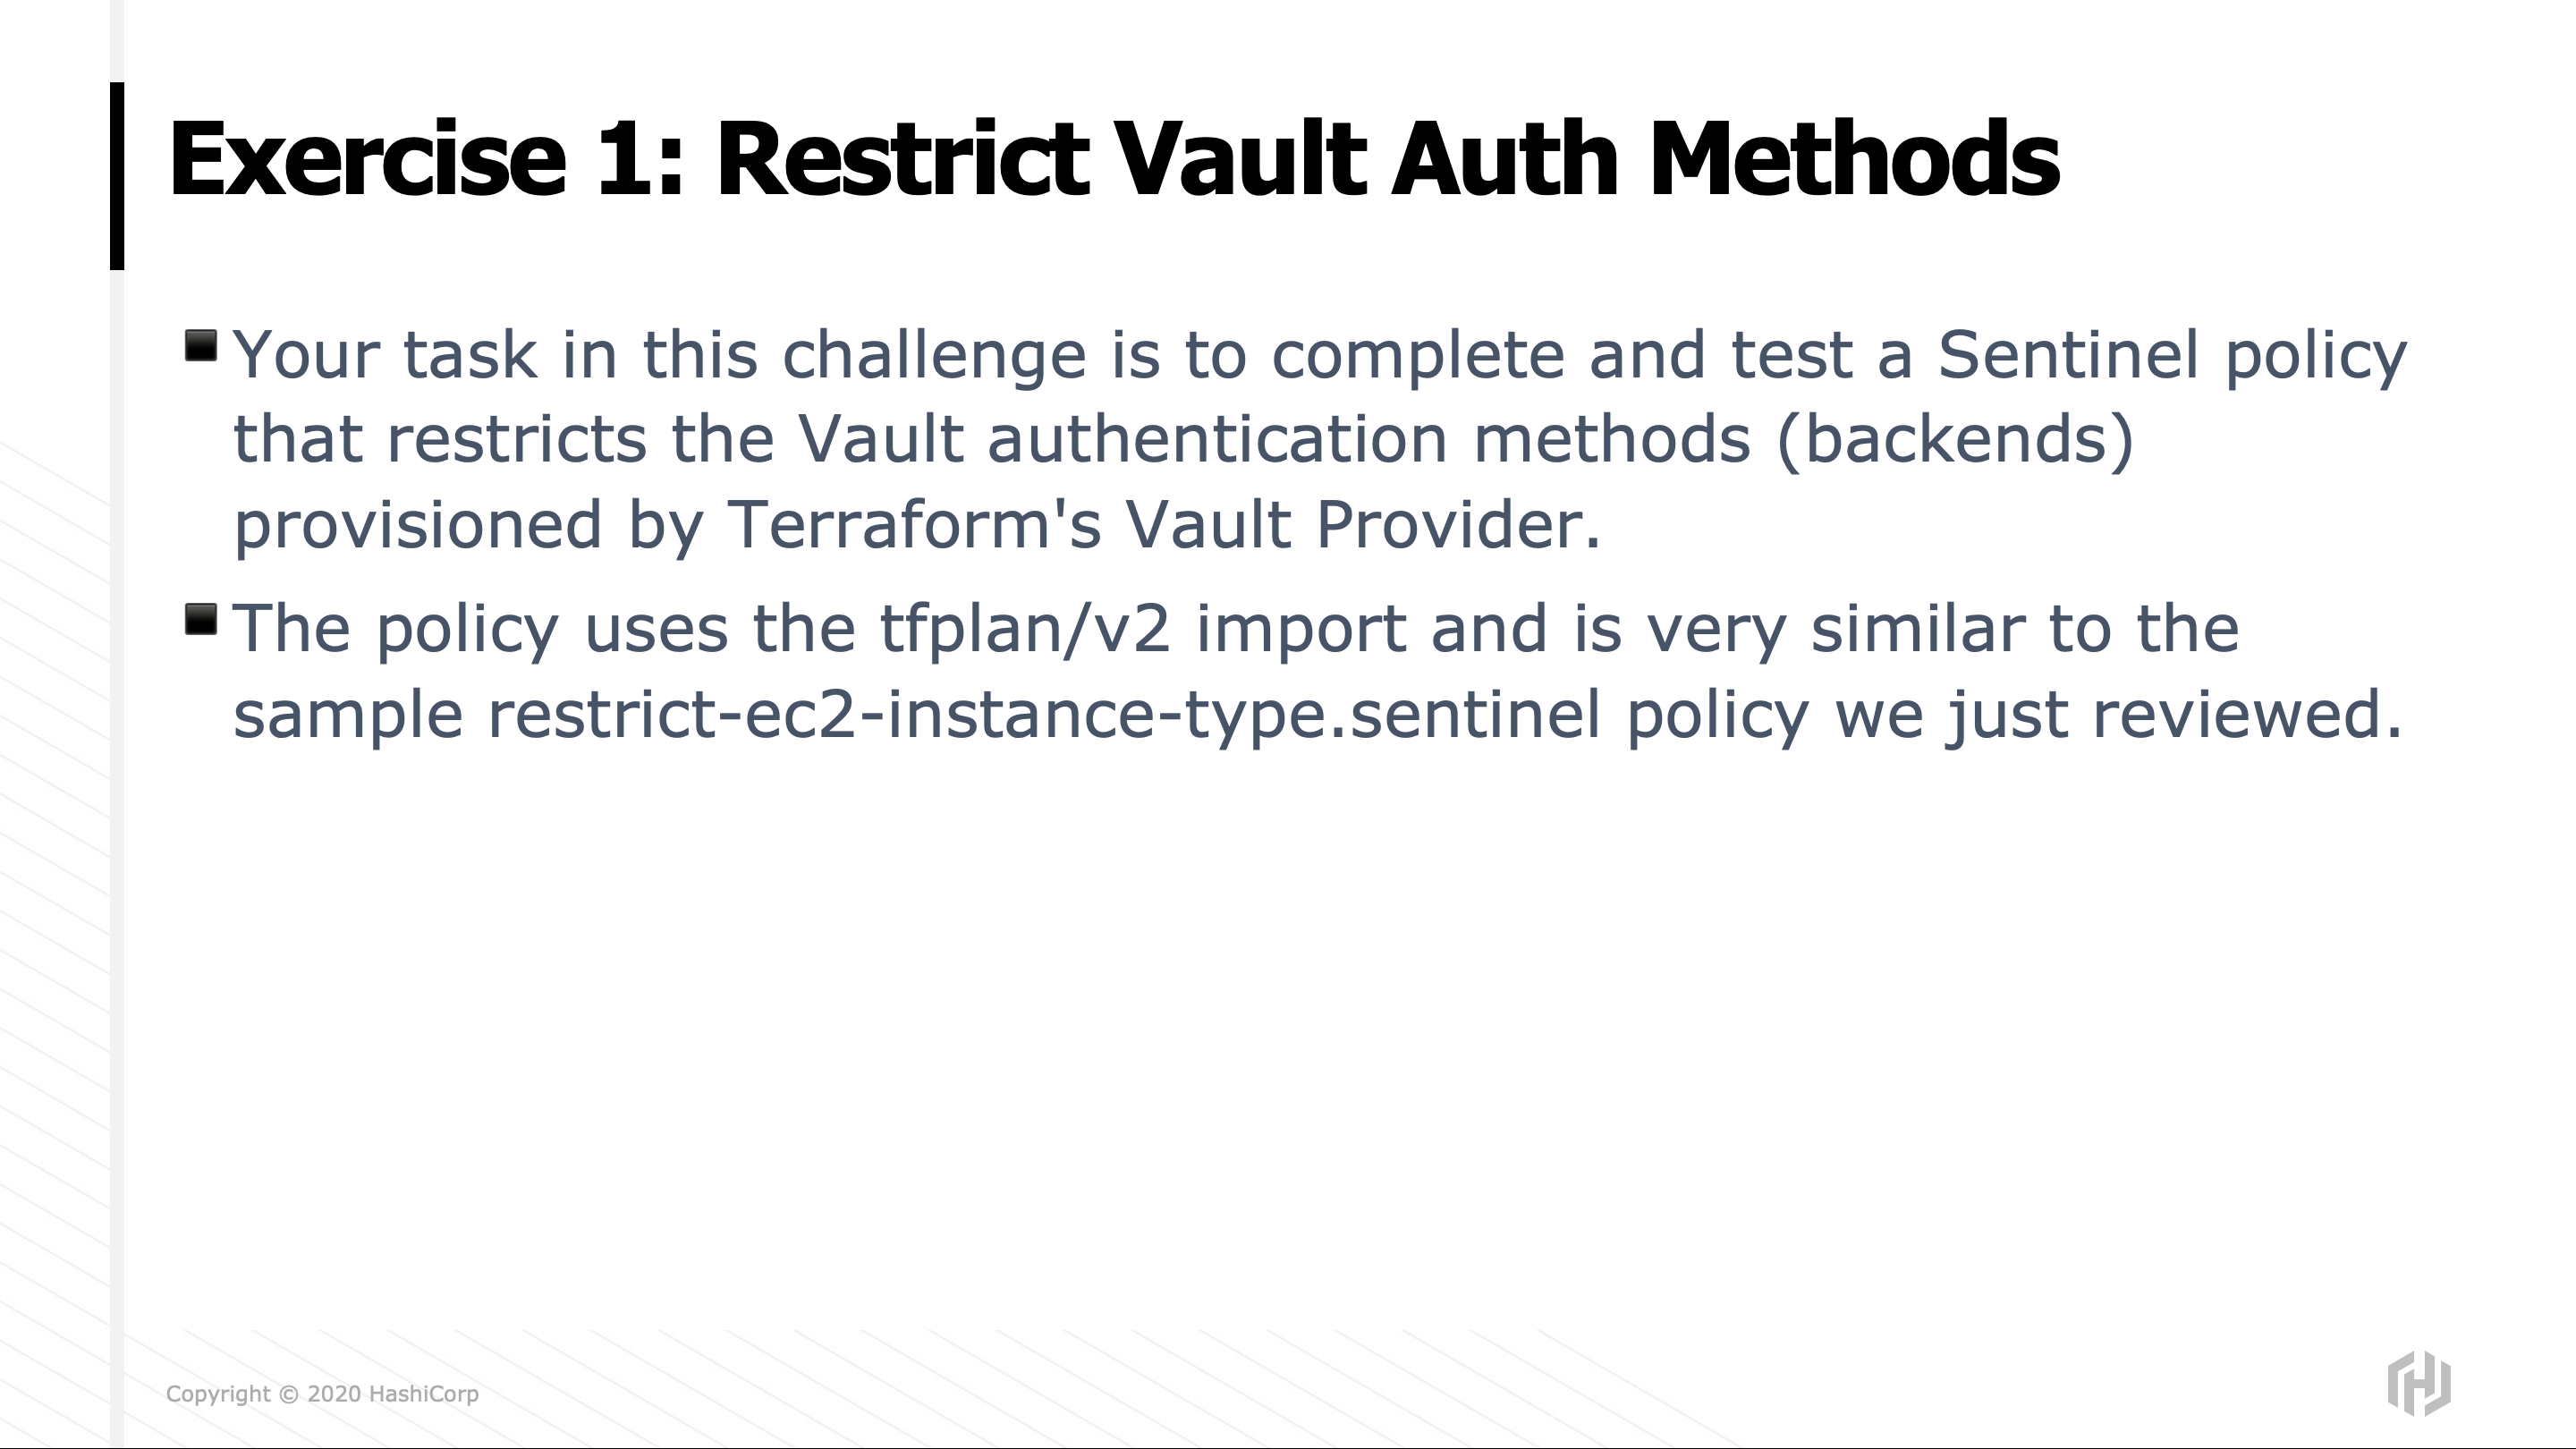 Exercise 1: Restrict Vault Auth Methods
Your task in this challenge is to complete and test a Sentinel policy
that restricts the Vault authentication methods (backends)
provisioned by Terraform's Vault Provider.
The policy uses the tfplan/v2 import and is very similar to the
sample restrict-ec2-instance-type.sentinel policy we just reviewed.
Copyright © 2020 HashiCorp